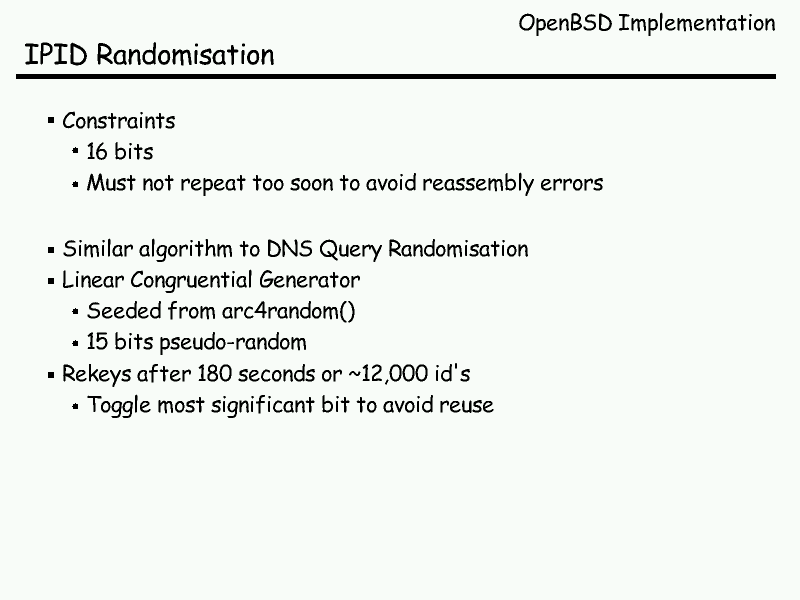 OpenBSD Implementation
IPID Randomisation
▪ Constraints
▪ 16 bits
▪ Must not repeat too soon to avoid reassembly errors
▪ Similar algorithm to DNS Query Randomisation
▪ Linear Congruential Generator
▪ Seeded from arc4random()
▪ 15 bits pseudo-random
▪ Rekeys after 180 seconds or ~12,000 id's
▪ Toggle most significant bit to avoid reuse